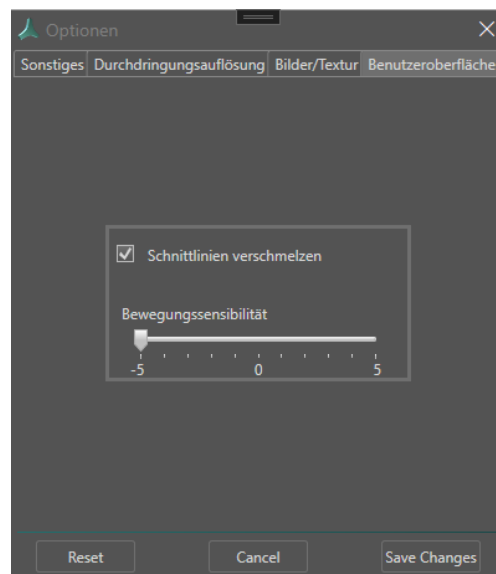 Optionen
Sonstiges Durchdringungsauflösung Bilder/Textur Benutzeroberfläche
Schnittlinien verschmelzen
Bewegungssensibilität
-5 0 5
Reset Cancel Save Changes